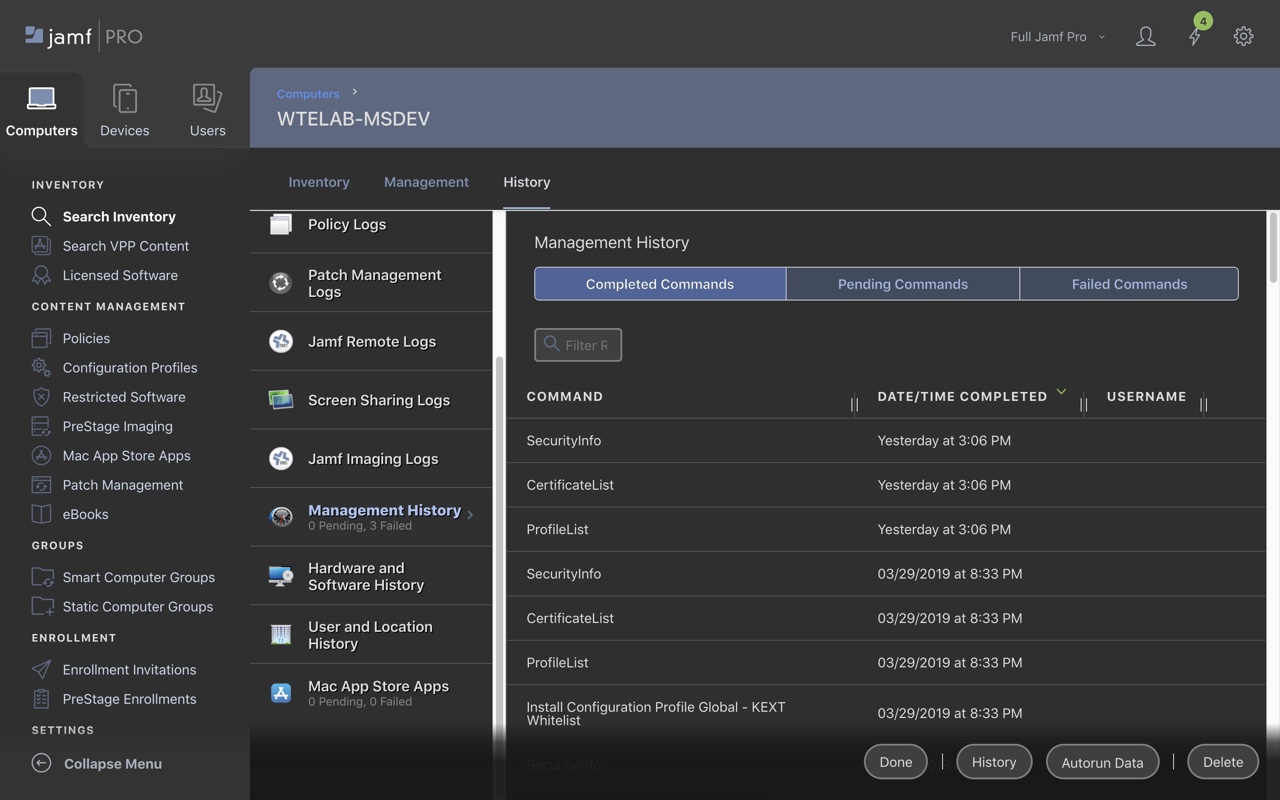 jamf PRO
Full Jamf Pro
4
Computers
Devices
Users
Computers
WTELAB-MSDEV
INVENTORY
Search Inventory
Search VPP Content
Licensed Software
CONTENT MANAGEMENT
Policies
Configuration Profiles
Restricted Software
PreStage Imaging
Mac App Store Apps
Patch Management
eBooks
GROUPS
Smart Computer Groups
Static Computer Groups
ENROLLMENT
Enrollment Invitations
PreStage Enrollments
SETTINGS
Collapse Menu
Inventory
Management
History
Policy Logs
Patch Management
Logs
Jamf Remote Logs
Screen Sharing Logs
Jamf Imaging Logs
Management History
0 Pending, 3 Failed
Hardware and
Software History
User and Location
History
Mac App Store Apps
0 Pending, 0 Failed
Management History
Completed Commands
Pending Commands
Failed Commands
Filter R
COMMAND DATE/TIME COMPLETED USERNAME
SecurityInfo Yesterday at 3:06 PM
CertificateList Yesterday at 3:06 PM
ProfileList Yesterday at 3:06 PM
SecurityInfo 03/29/2019 at 8:33 PM
CertificateList 03/29/2019 at 8:33 PM
ProfileList 03/29/2019 at 8:33 PM
Install Configuration Profile Global - KEXT
Whitelist
03/29/2019 at 8:33 PM
SecurityInfo
Done
History
Autorun Data
Delete